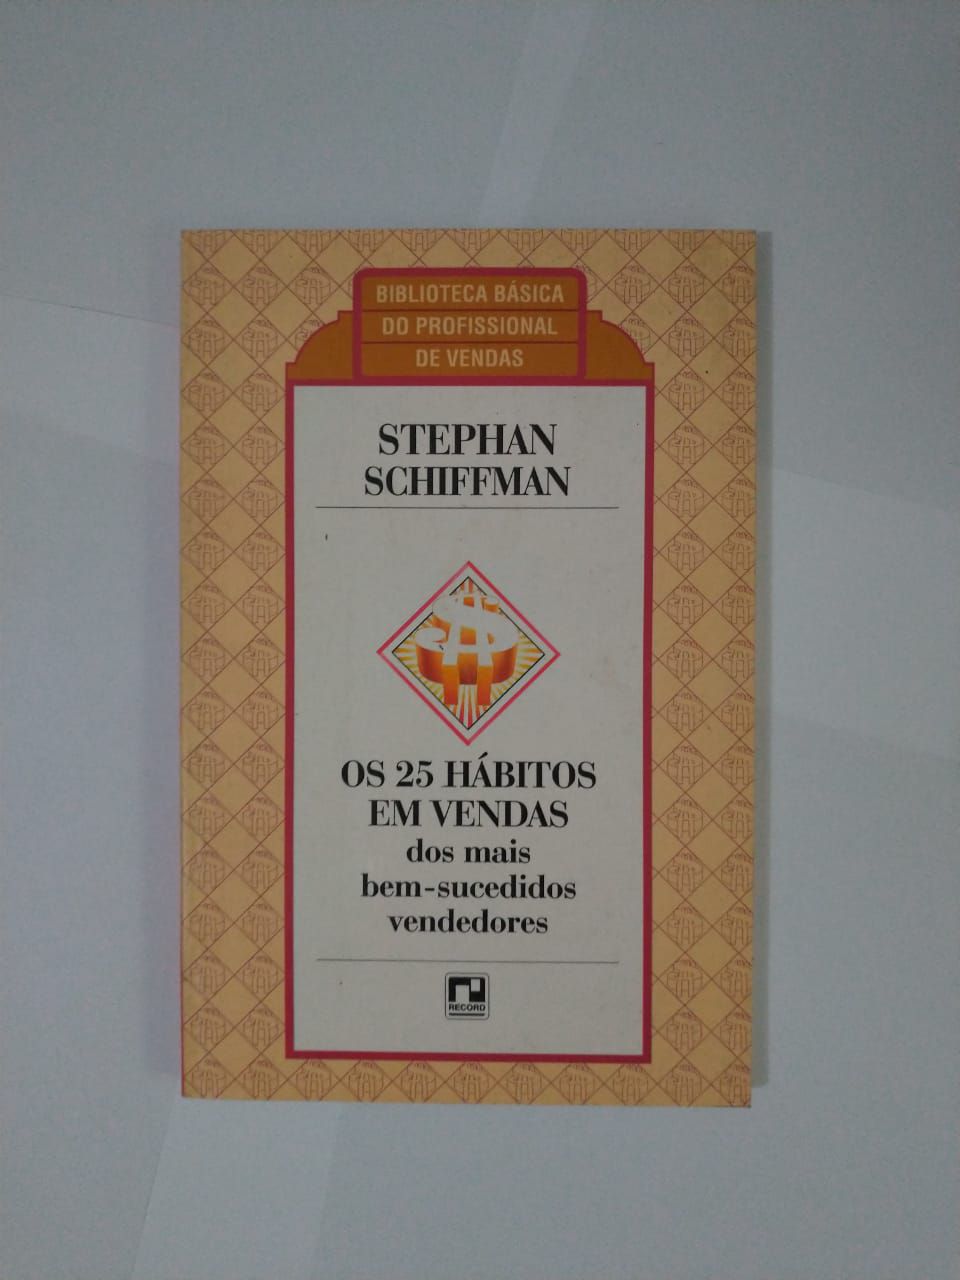 BIBLIOTECA BÁSICA
DO PROFISSIONAL
DE VENDAS
STEPHAN
SCHIFFMAN
OS 25 HÁBITOS
EM VENDAS
dos mais
bem-sucedidos
vendedores
RECORD